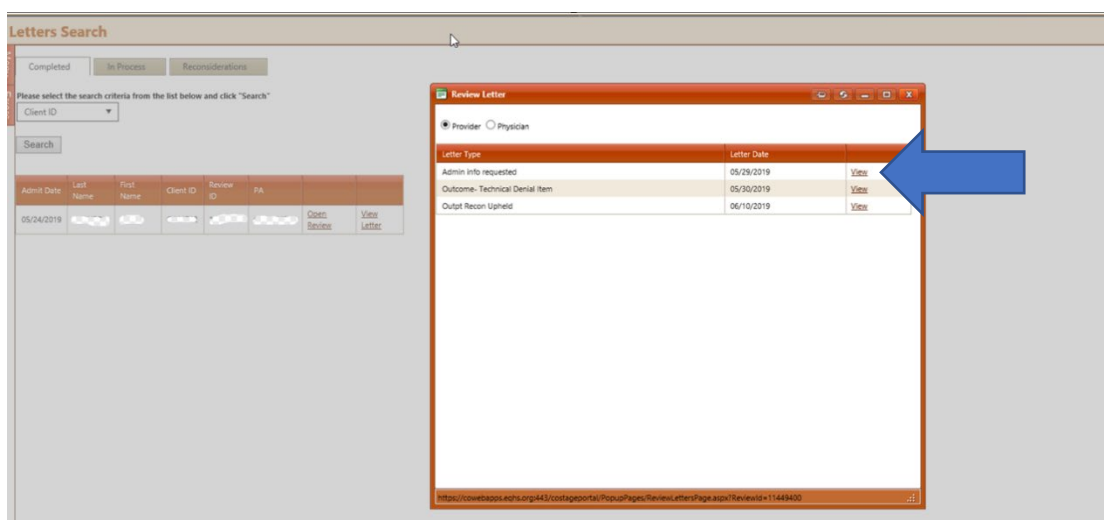 Letters Search
Completed In Process Reconsiderations
Please select the search criteria from the list below and click "Search"
Client ID
Search
Admit Date Last Name First Name Client ID Review ID PA
05/24/2019 Open Review View Letter
Review Letter
Provider Physician
Letter Type Letter Date
Admin info requested 05/29/2019 View
Outcome- Technical Denial Item 05/30/2019 View
Outpt Recon Upheld 06/10/2019 View
https://cowebapps.eqhs.org:443/costageportal/PopupPages/ReviewLettersPage.aspx?ReviewId=11449400